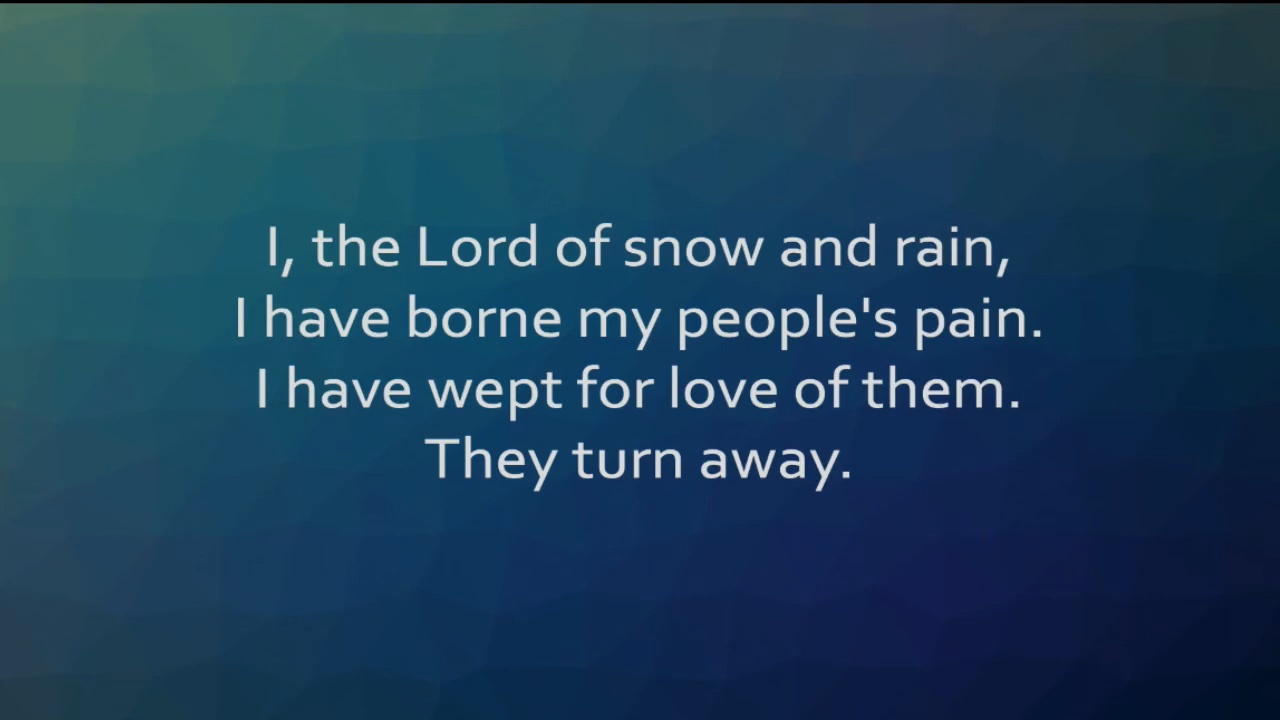 I, the Lord of snow and rain,
I have borne my people's pain.
I have wept for love of them.
They turn away.